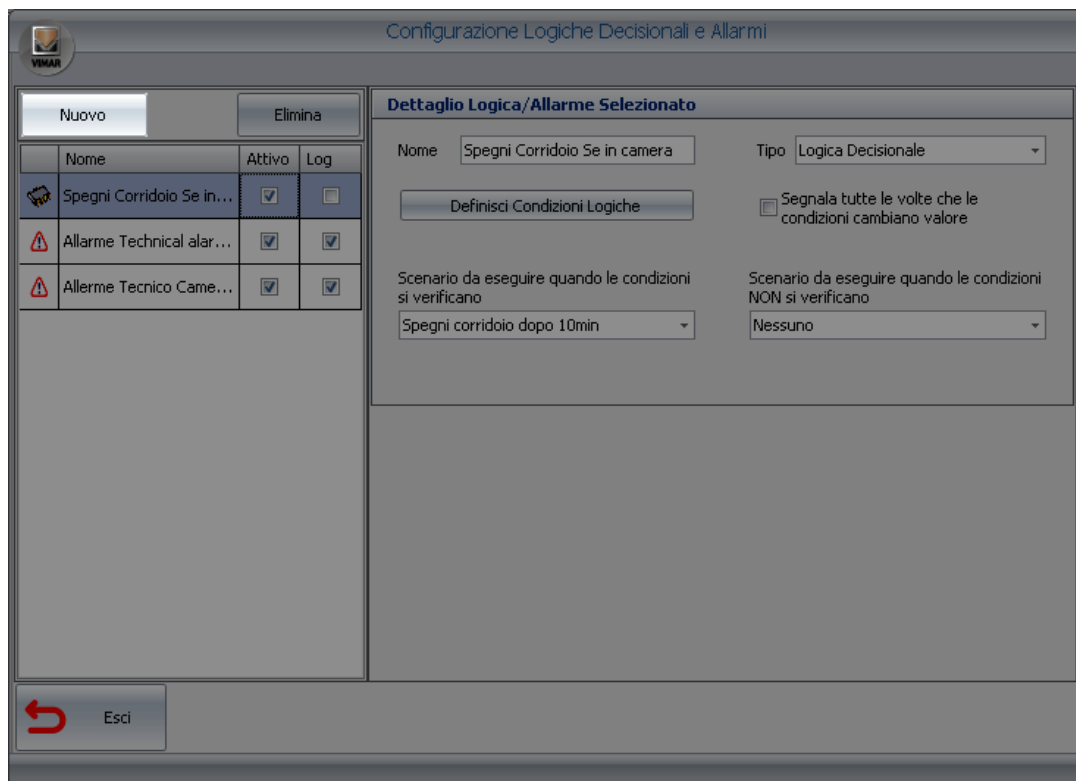 Configurazione Logiche Decisionali e Allarmi
VIMAR
Nuovo
Elimina
Nome
Attivo
Log
Spegni Corridoio Se in...
Allarme Technical alar...
Allerme Tecnico Came...
Dettaglio Logica/Allarme Selezionato
Nome
Spegni Corridoio Se in camera
Tipo
Logica Decisionale
Definisci Condizioni Logiche
Segnala tutte le volte che le
condizioni cambiano valore
Scenario da eseguire quando le condizioni
si verificano
Spegni corridoio dopo 10min
Scenario da eseguire quando le condizioni
NON si verificano
Nessuno
Esci